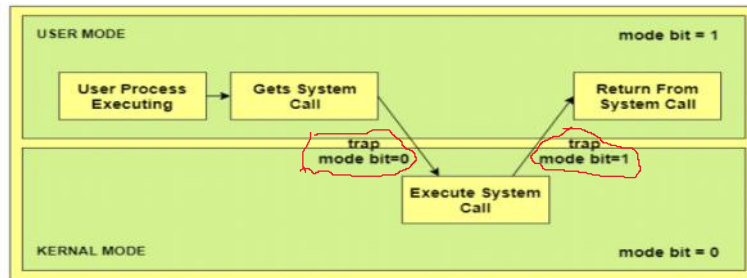 USER MODE
mode bit = 1
User Process
Executing
Gets System
Call
Return From
System Call
trap
mode bit=0
trap
mode bit=1
Execute System
Call
KERNAL MODE
mode bit = 0